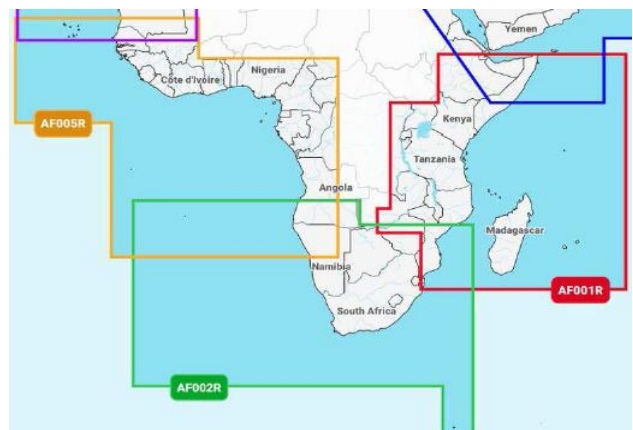 Yemen
Nigeria
Côte d'Ivoire
AF005R
Kenya
Tanzania
Angola
Madagascar
Namibia
AF001R
South Africa
AF002R